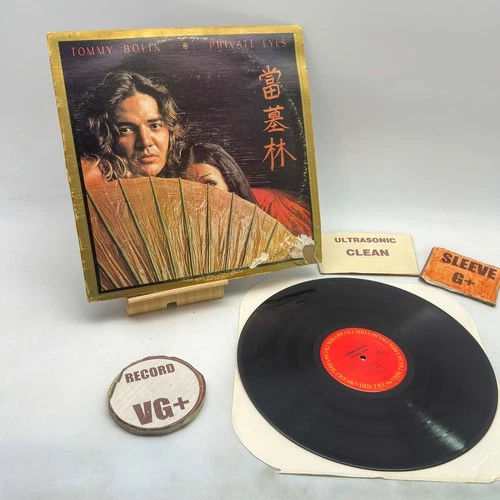 TOMMY BOLIN PRIVATE EYES
當
墓
林
ULTRASONIC
CLEAN
SLEEVE
G+
RECORD
VG+